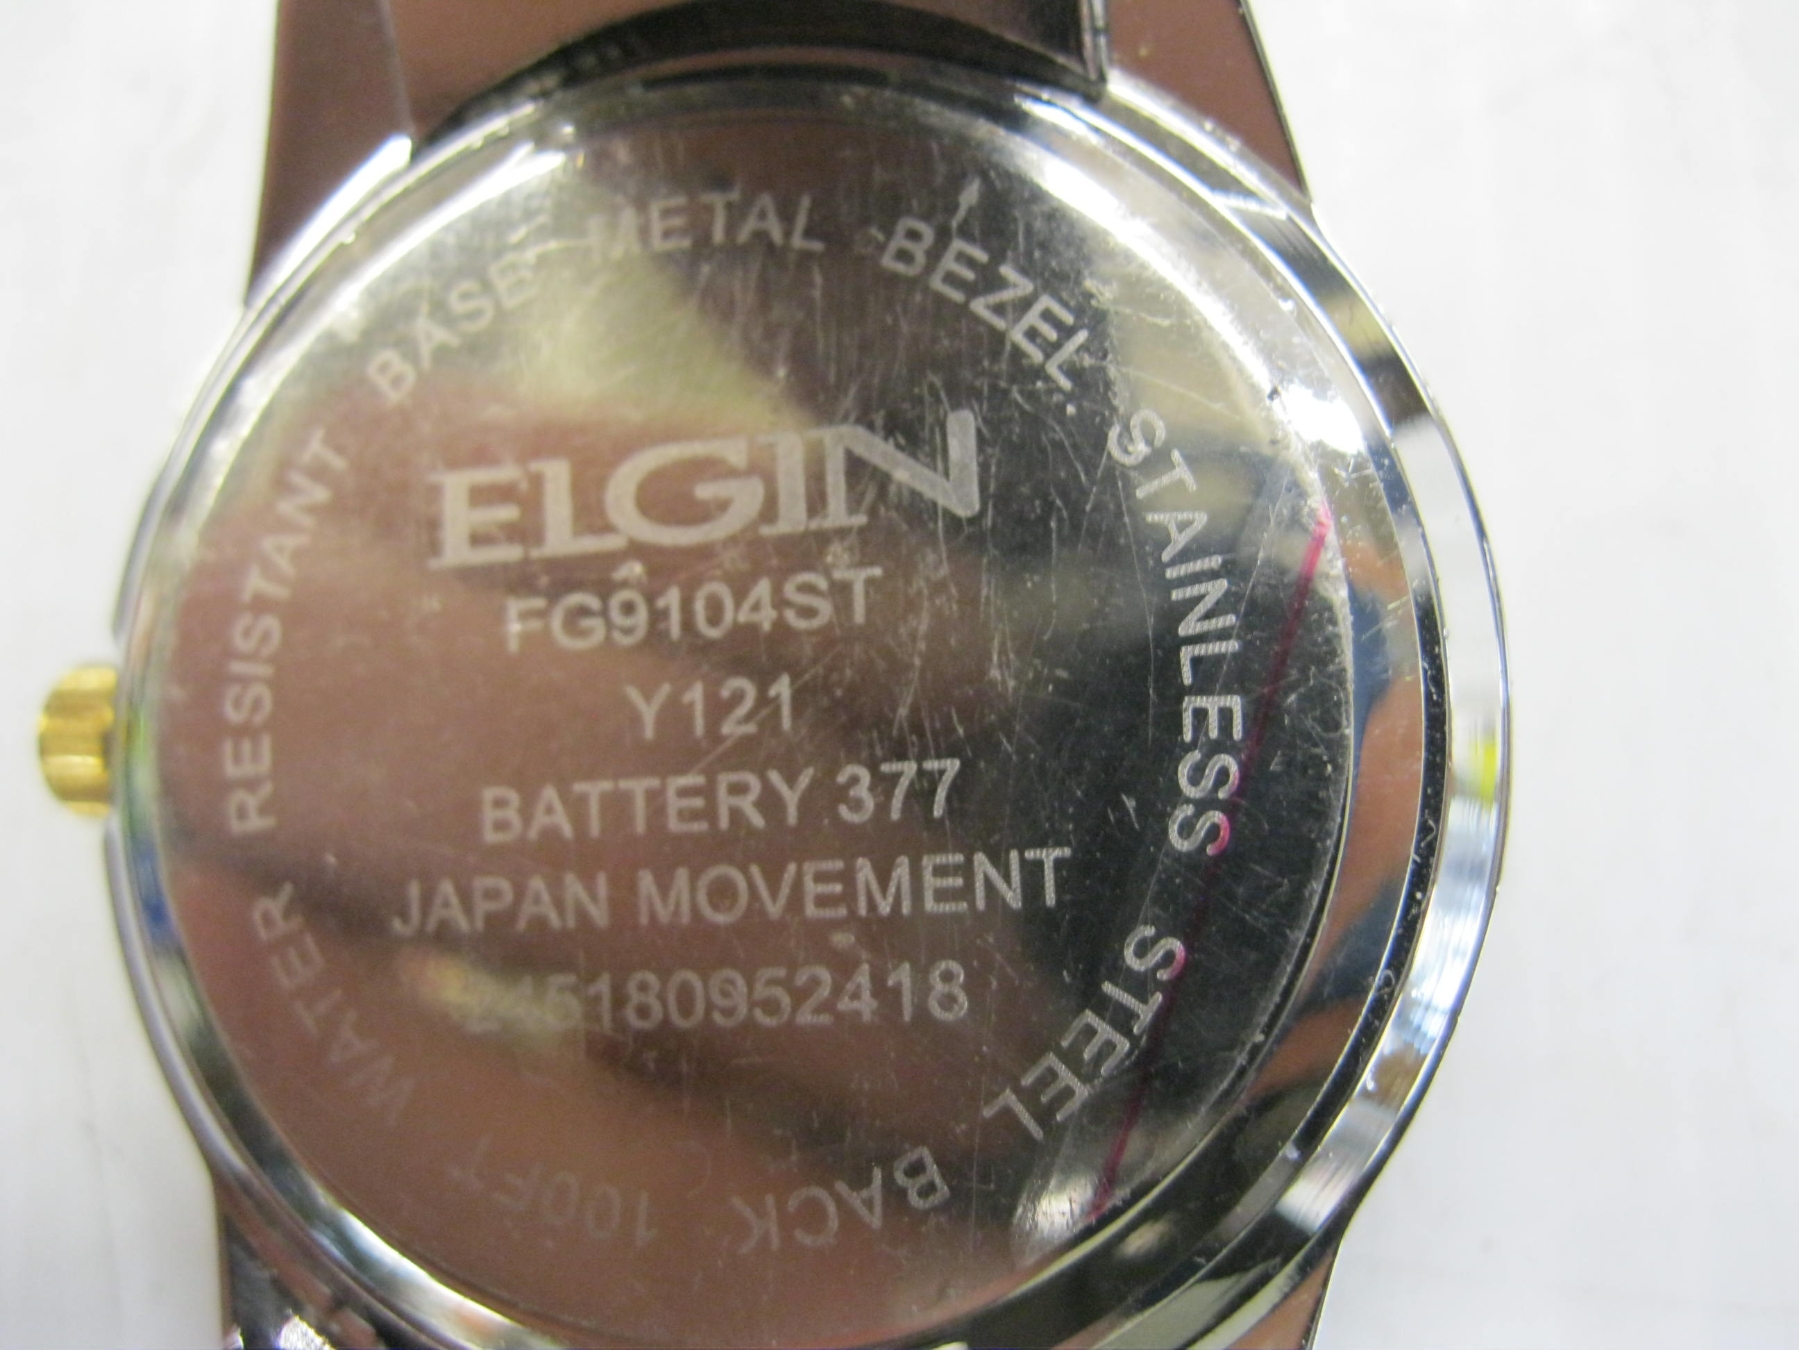 BASE METAL BEZEL STAINLESS STEEL BACK 100FT WATER RESISTANT
ELGIN
FG9104ST
Y121
BATTERY 377
JAPAN MOVEMENT